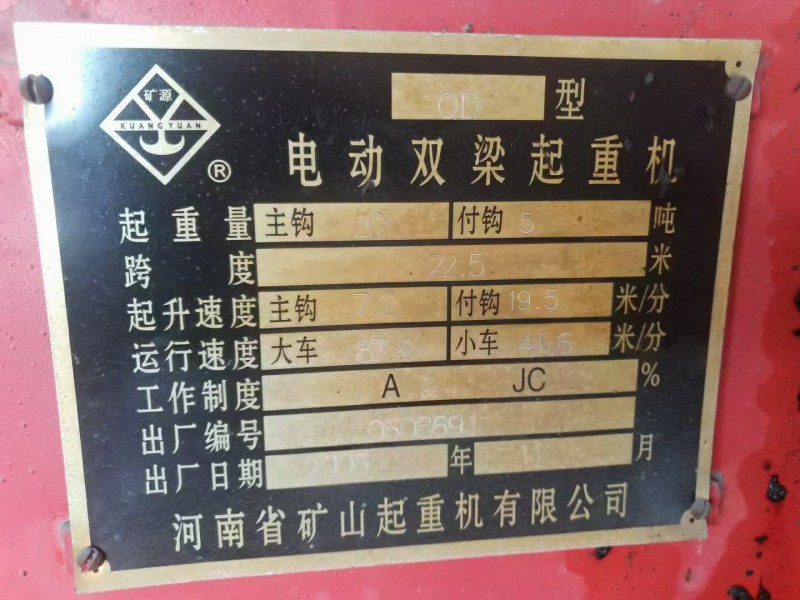 矿源
KUANGYUAN
®
QD 型
电动双梁起重机
起重量 主钩 20 付钩 5 吨
跨度 22.5 米
起升速度 主钩 7.2 付钩 19.5 米/分
运行速度 大车 87.6 小车 44.6 米/分
工作制度 A JC %
出厂编号 0608691
出厂日期 2006 年 11 月
河南省矿山起重机有限公司